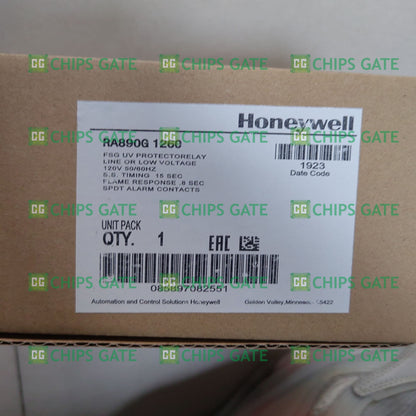 Honeywell
RA890G 1260
FSG UV PROTECTORELAY
LINE OR LOW VOLTAGE
120V 50/60HZ
S.S. TIMING 15 SEC
FLAME RESPONSE .8 SEC
SPDT ALARM CONTACTS
1923
Date Code
UNIT PACK
QTY. 1
EAC
085897082551
Automation and Control Solutions Honeywell
Golden Valley, Minnesota 55422
CG CHIPS GATE